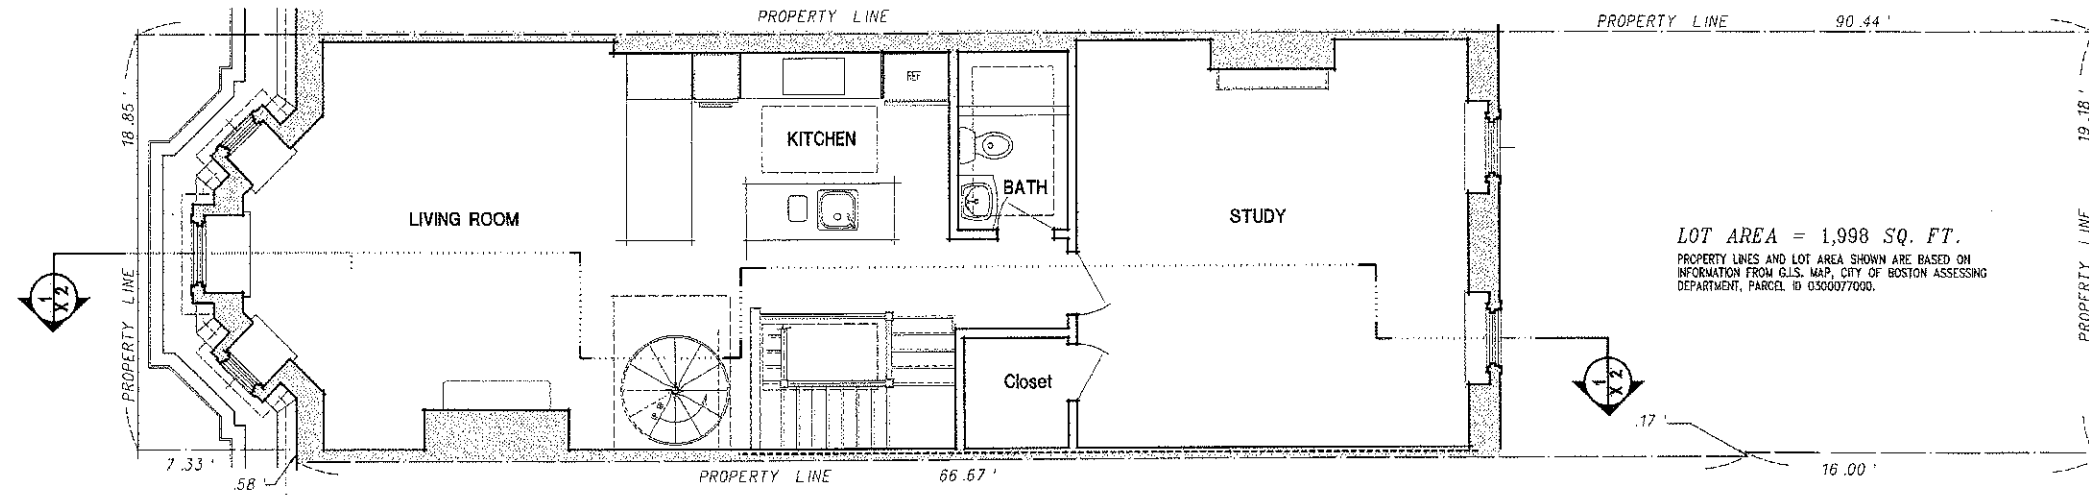 PROPERTY LINE
PROPERTY LINE 90.44'
18.85'
PROPERTY LINE
LIVING ROOM
KITCHEN
REF
BATH
STUDY
Closet
LOT AREA = 1,998 SQ. FT.
PROPERTY LINES AND LOT AREA SHOWN ARE BASED ON
INFORMATION FROM G.I.S. MAP, CITY OF BOSTON ASSESSING
DEPARTMENT, PARCEL ID 0300077000.
19.18'
PROPERTY LINE
1
X 2
1
X 2
7.33'
.58'
PROPERTY LINE 66.67'
.17'
16.00'